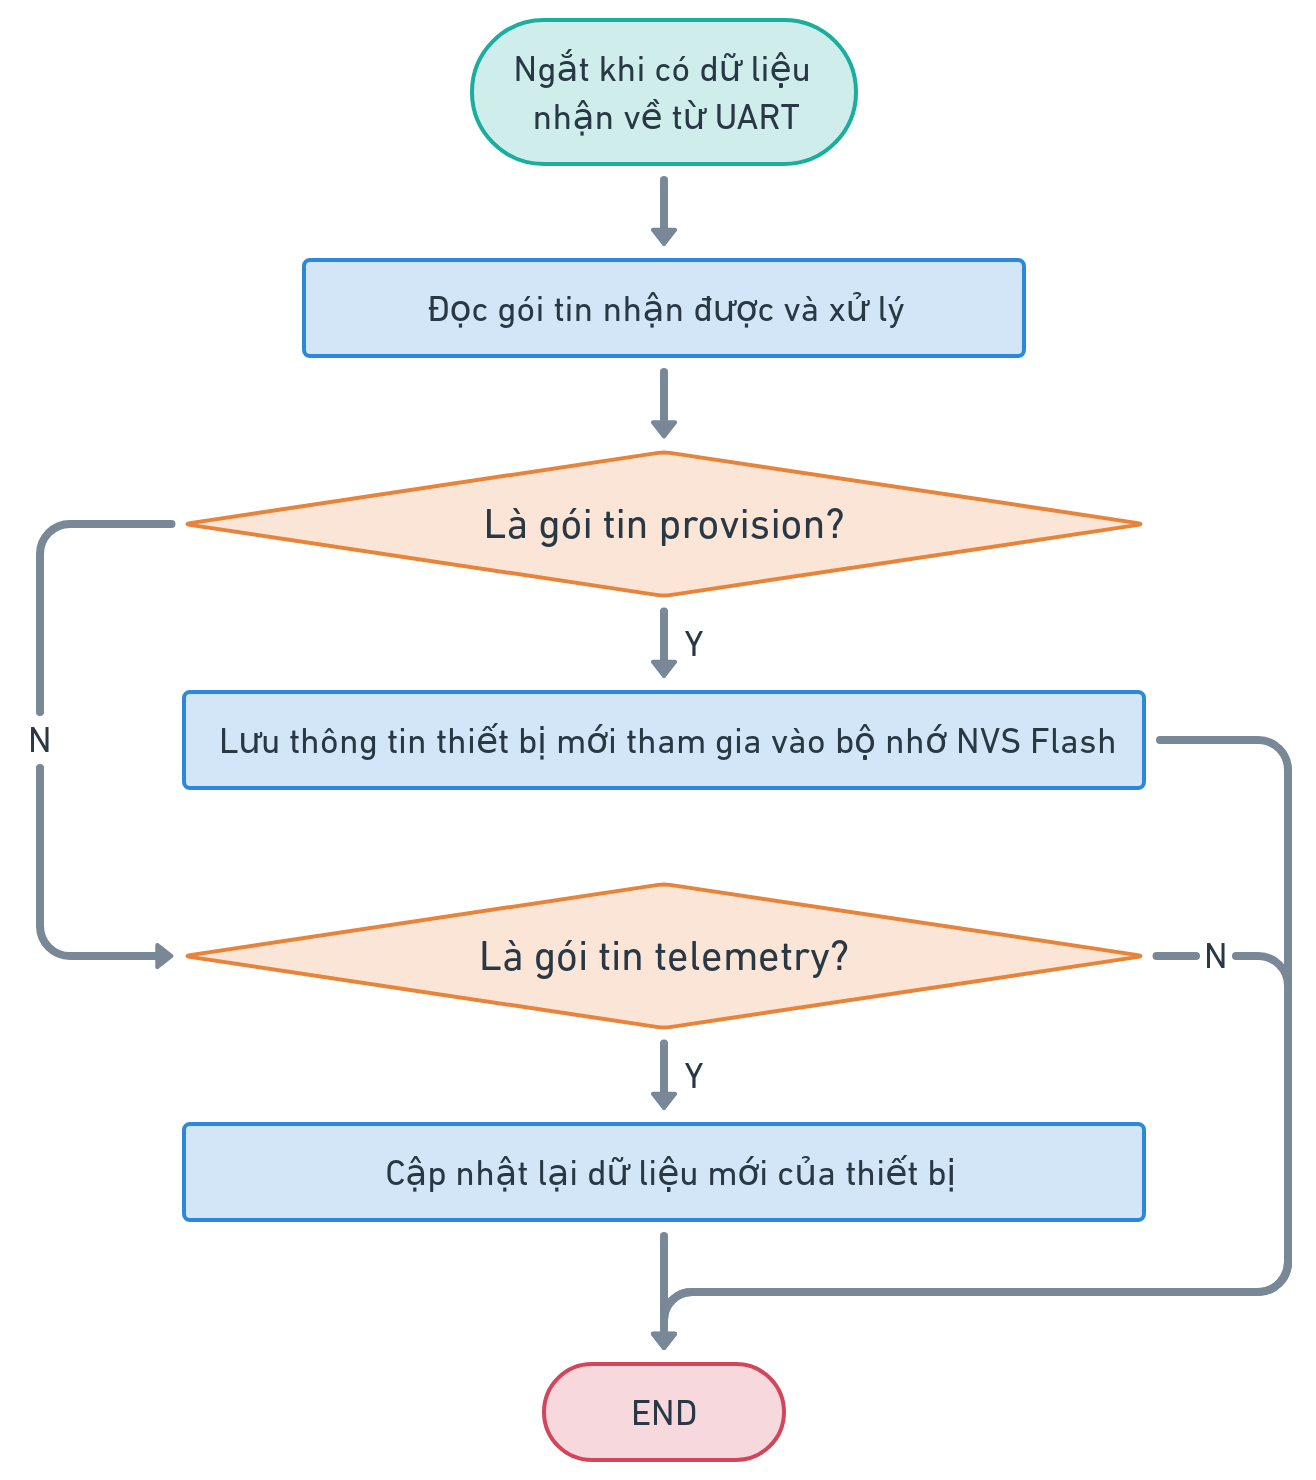 Ngắt khi có dữ liệu
nhận về từ UART
Đọc gói tin nhận được và xử lý
Là gói tin provision?
Y
N
Lưu thông tin thiết bị mới tham gia vào bộ nhớ NVS Flash
Là gói tin telemetry?
N
Y
Cập nhật lại dữ liệu mới của thiết bị
END